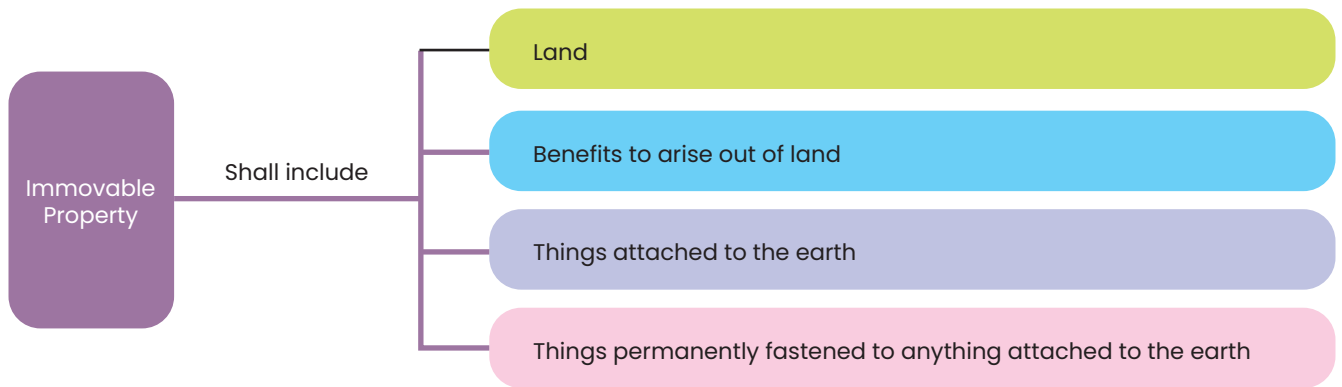 Immovable
Property
Shall include
Land
Benefits to arise out of land
Things attached to the earth
Things permanently fastened to anything attached to the earth